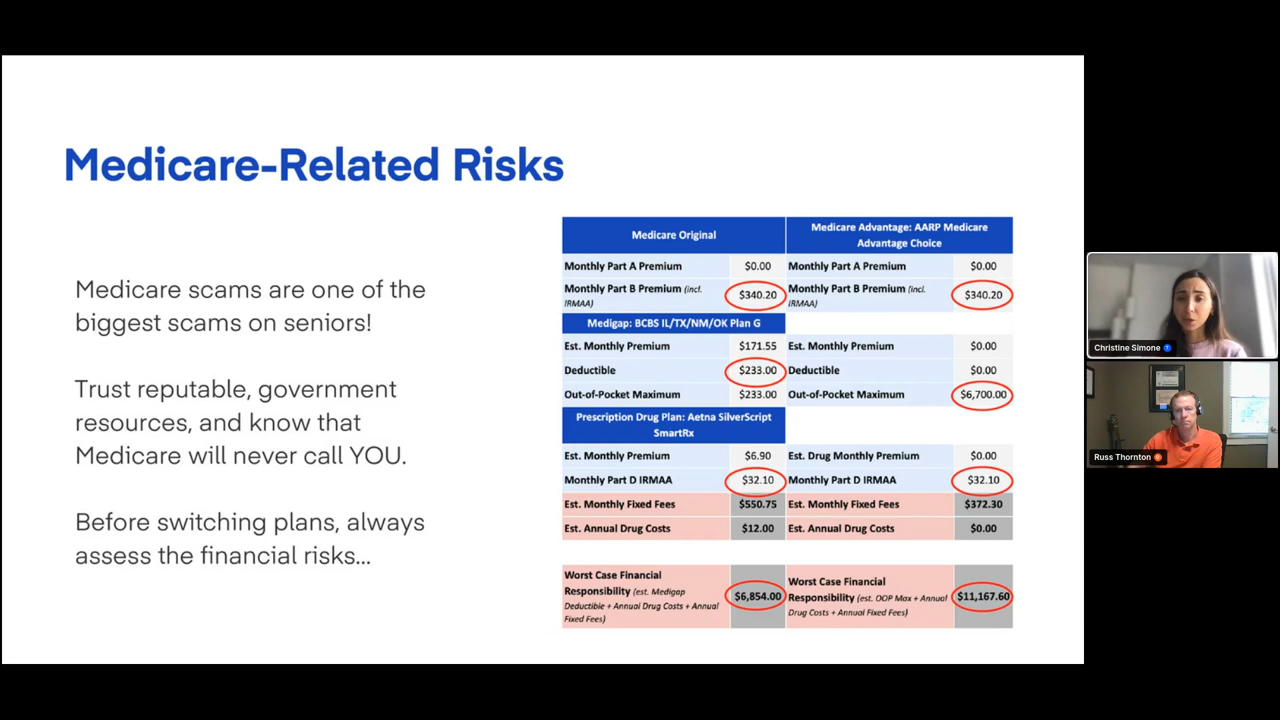 Medicare-Related Risks
Medicare scams are one of the
biggest scams on seniors!
Trust reputable, government
resources, and know that
Medicare will never call YOU.
Before switching plans, always
assess the financial risks...
Medicare Original
Medicare Advantage: AARP Medicare
Advantage Choice
Monthly Part A Premium $0.00 Monthly Part A Premium $0.00
Monthly Part B Premium (incl. IRMAA) $340.20 Monthly Part B Premium (incl. IRMAA) $340.20
Medigap: BCBS IL/TX/NM/OK Plan G
Est. Monthly Premium $171.55 Est. Monthly Premium $0.00
Deductible $233.00 Deductible $0.00
Out-of-Pocket Maximum $233.00 Out-of-Pocket Maximum $6,700.00
Prescription Drug Plan: Aetna SilverScript
SmartRx
Est. Monthly Premium $6.90 Est. Drug Monthly Premium $0.00
Monthly Part D IRMAA $32.10 Monthly Part D IRMAA $32.10
Est. Monthly Fixed Fees $550.75 Est. Monthly Fixed Fees $372.30
Est. Annual Drug Costs $12.00 Est. Annual Drug Costs $0.00
Worst Case Financial
Responsibility (est. Medigap
Deductible + Annual Drug Costs + Annual
Fixed Fees)
$6,854.00
Worst Case Financial
Responsibility (est. OOP Max + Annual
Drug Costs + Annual Fixed Fees)
$11,167.60
Christine Simone
Russ Thornton